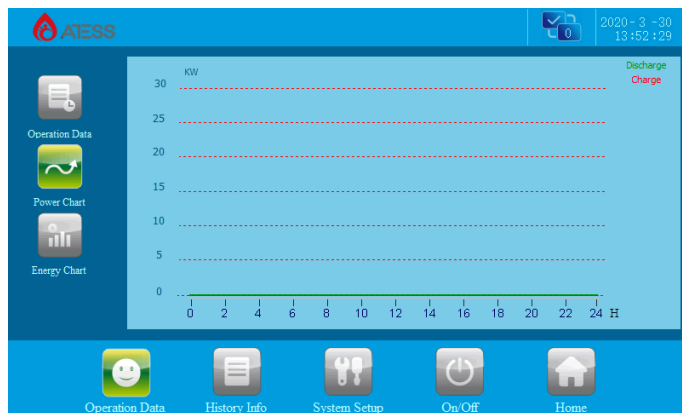 ATESS
0
2020-3-30
13:52:29
Operation Data
Power Chart
Energy Chart
KW
30
25
20
15
10
5
0
0 2 4 6 8 10 12 14 16 18 20 22 24 H
Discharge
Charge
Operation Data History Info System Setup On/Off Home